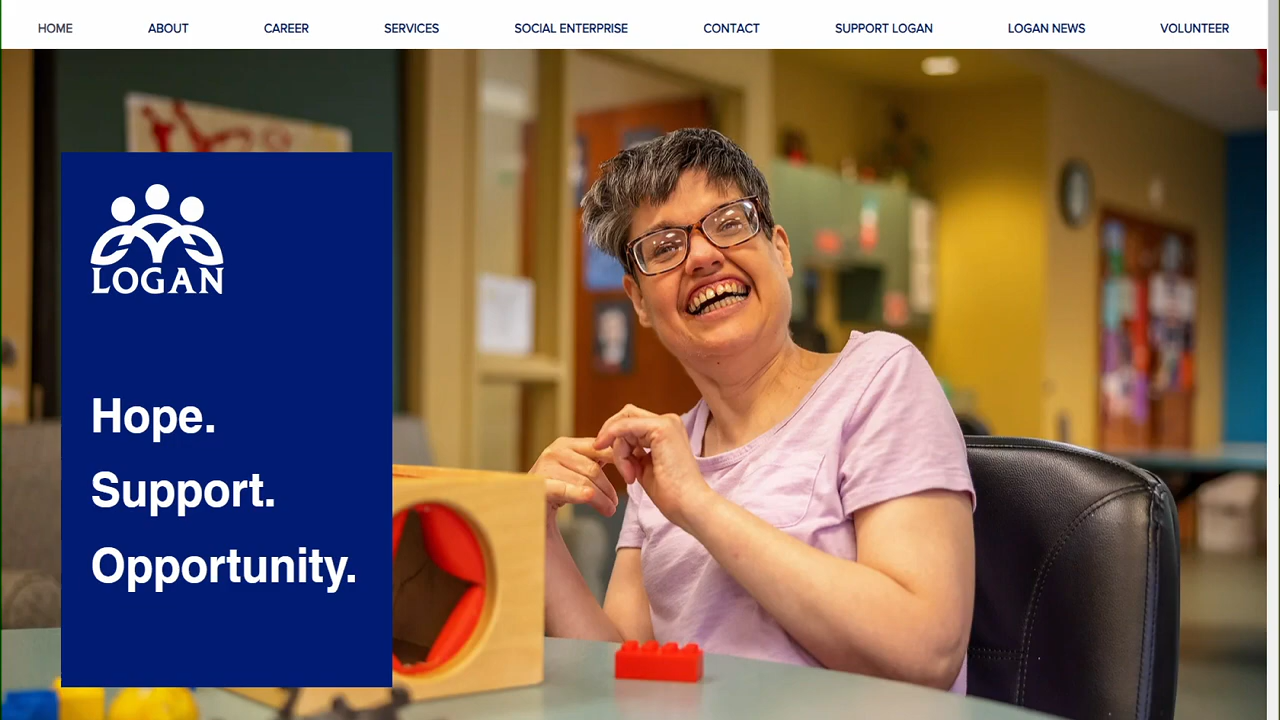 HOME ABOUT CAREER SERVICES SOCIAL ENTERPRISE CONTACT SUPPORT LOGAN LOGAN NEWS VOLUNTEER
LOGAN
Hope.
Support.
Opportunity.